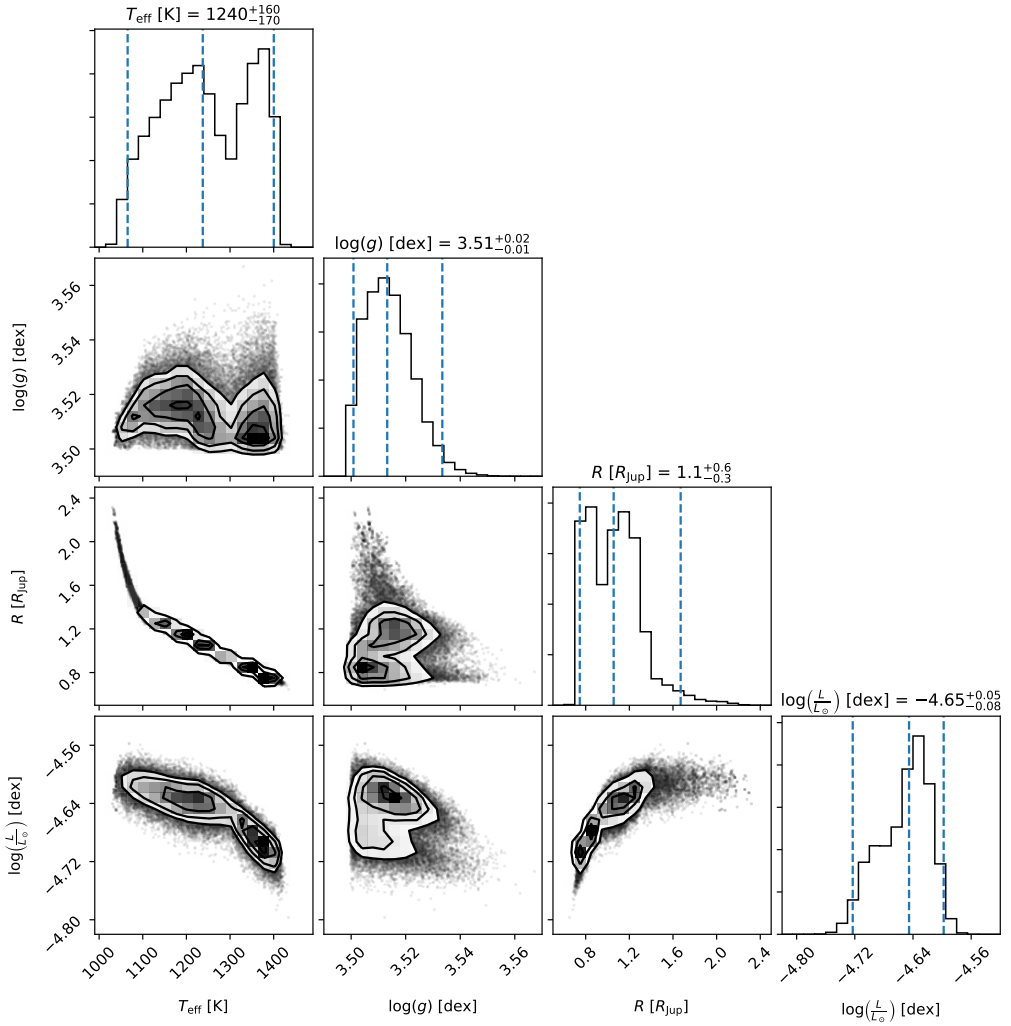 T_eff [K] = 1240^{+160}_{−170}
log(g) [dex] = 3.51^{+0.02}_{−0.01}
3.56
3.54
3.52
3.50
log(g) [dex]
R [R_Jup] = 1.1^{+0.6}_{−0.3}
2.4
2.0
1.6
1.2
0.8
R [R_Jup]
log(L/L_⊙) [dex] = −4.65^{+0.05}_{−0.08}
−4.56
−4.64
−4.72
−4.80
log(L/L_⊙) [dex]
1000 1100 1200 1300 1400
3.50 3.52 3.54 3.56
0.8 1.2 1.6 2.0 2.4
−4.80 −4.72 −4.64 −4.56
T_eff [K] log(g) [dex] R [R_Jup] log(L/L_⊙) [dex]